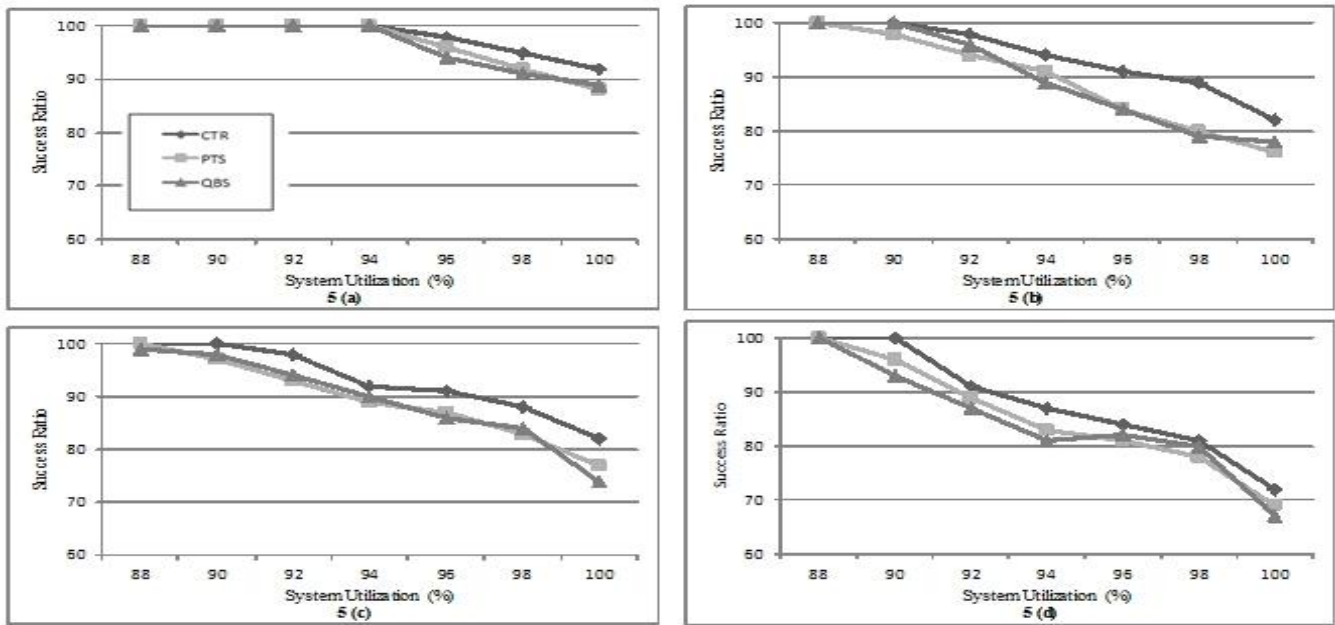 Success Ratio
100
90
80
70
60
CTR
PTS
QBS
88 90 92 94 96 98 100
System Utilization (%)
5 (a)
Success Ratio
100
90
80
70
60
88 90 92 94 96 98 100
System Utilization (%)
5 (b)
Success Ratio
100
90
80
70
60
88 90 92 94 96 98 100
System Utilization (%)
5 (c)
Success Ratio
100
90
80
70
60
88 90 92 94 96 98 100
System Utilization (%)
5 (d)